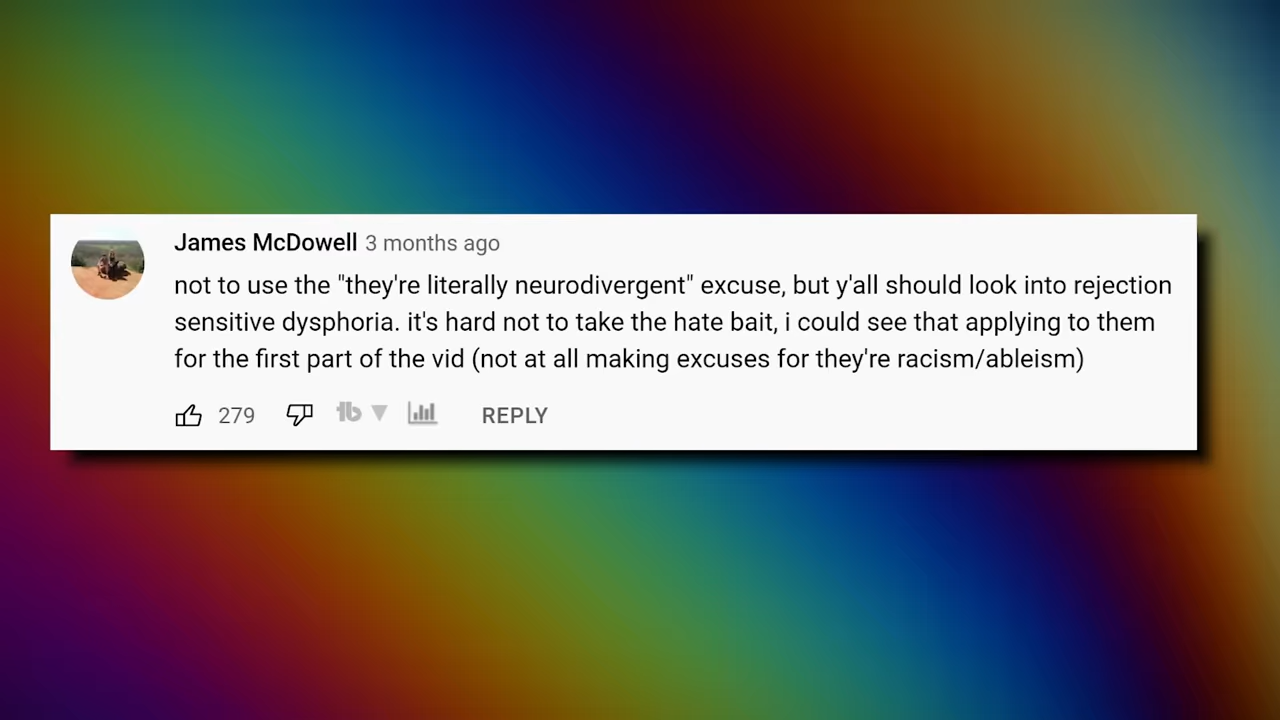 James McDowell 3 months ago
not to use the "they're literally neurodivergent" excuse, but y'all should look into rejection
sensitive dysphoria. it's hard not to take the hate bait, i could see that applying to them
for the first part of the vid (not at all making excuses for they're racism/ableism)
279 REPLY